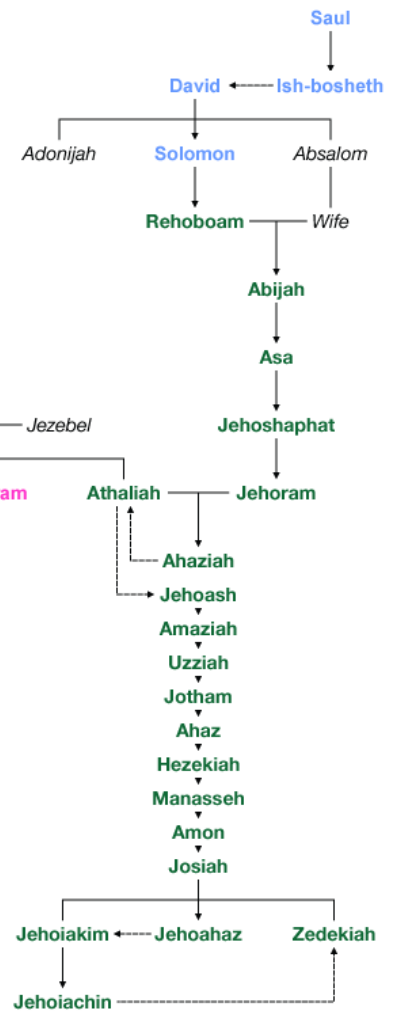 Saul
David Ish-bosheth
Adonijah Solomon Absalom
Rehoboam Wife
Abijah
Asa
Jezebel Jehoshaphat
am Athaliah Jehoram
Ahaziah
Jehoash
Amaziah
Uzziah
Jotham
Ahaz
Hezekiah
Manasseh
Amon
Josiah
Jehoiakim Jehoahaz Zedekiah
Jehoiachin